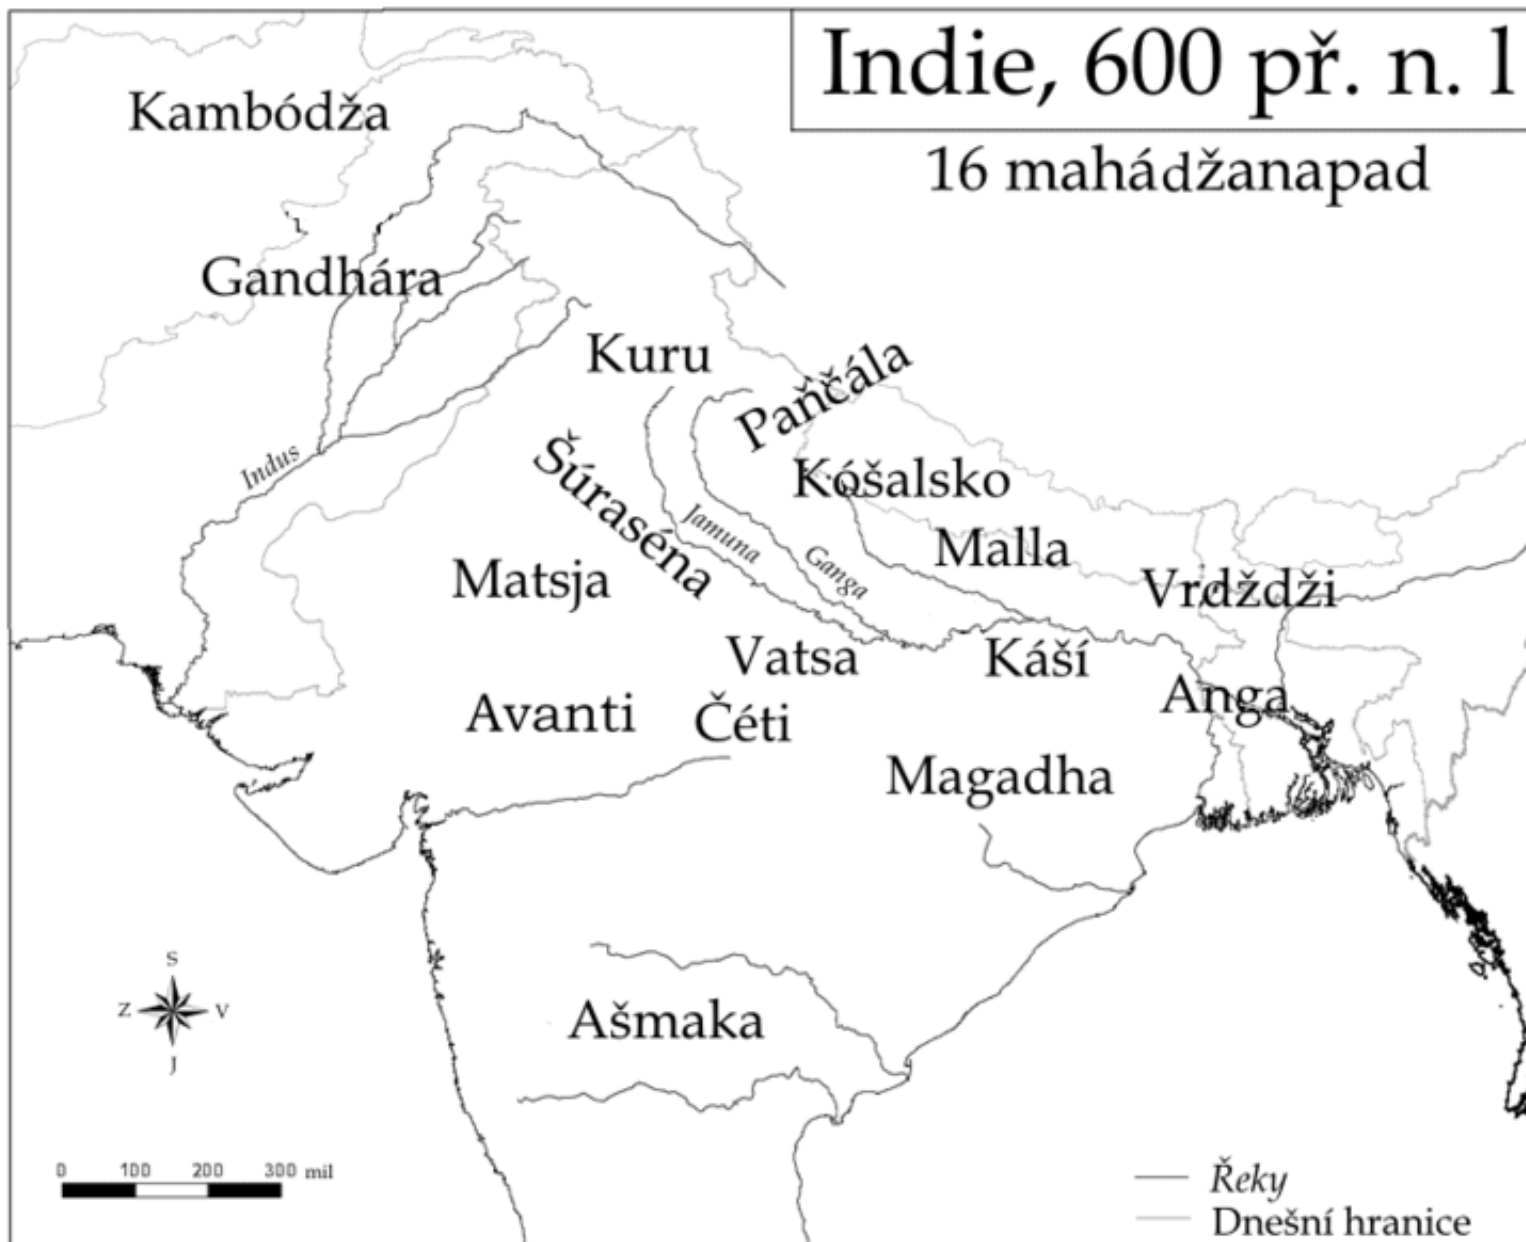 Indie, 600 př. n. l
16 mahádžanapad
Kambódža
Gandhára
Kuru
Paňčála
Indus
Šúraséna
Kóšalsko
Jamuna
Ganga
Malla
Matsja
Vrdždži
Vatsa
Káší
Anga
Avanti
Čéti
Magadha
Ašmaka
S
Z V
J
0 100 200 300 mil
Řeky
Dnešní hranice